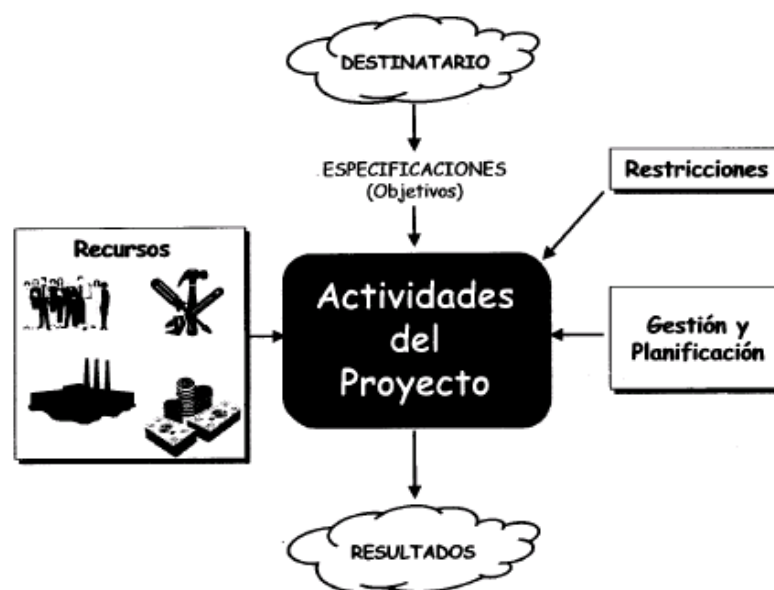 DESTINATARIO
ESPECIFICACIONES
(Objetivos)
Restricciones
Recursos
Actividades
del
Proyecto
Gestión y
Planificación
RESULTADOS